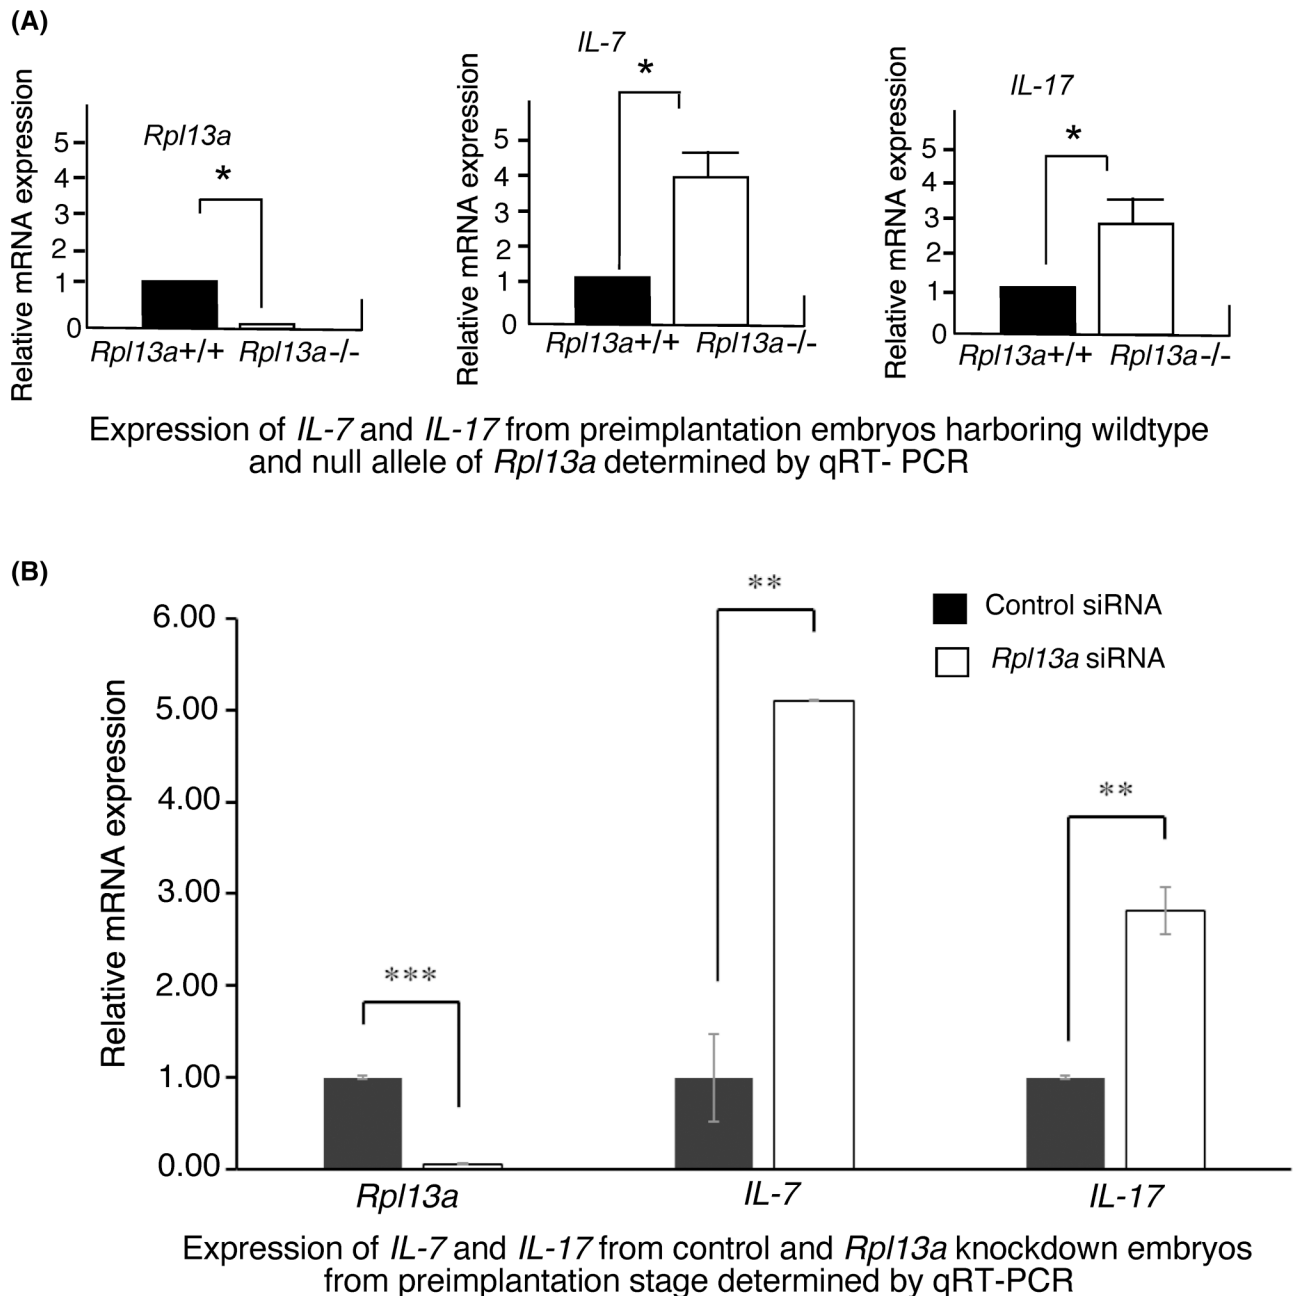 (A)
Rpl13a
*
Relative mRNA expression
5
4
3
2
1
0
Rpl13a+/+ Rpl13a-/-
IL-7
*
Relative mRNA expression
5
4
3
2
1
0
Rpl13a+/+ Rpl13a-/-
IL-17
*
Relative mRNA expression
5
4
3
2
1
0
Rpl13a+/+ Rpl13a-/-
Expression of IL-7 and IL-17 from preimplantation embryos harboring wildtype
and null allele of Rpl13a determined by qRT- PCR
(B)
Relative mRNA expression
6.00
5.00
4.00
3.00
2.00
1.00
0.00
***
**
**
Control siRNA
Rpl13a siRNA
Rpl13a
IL-7
IL-17
Expression of IL-7 and IL-17 from control and Rpl13a knockdown embryos
from preimplantation stage determined by qRT-PCR